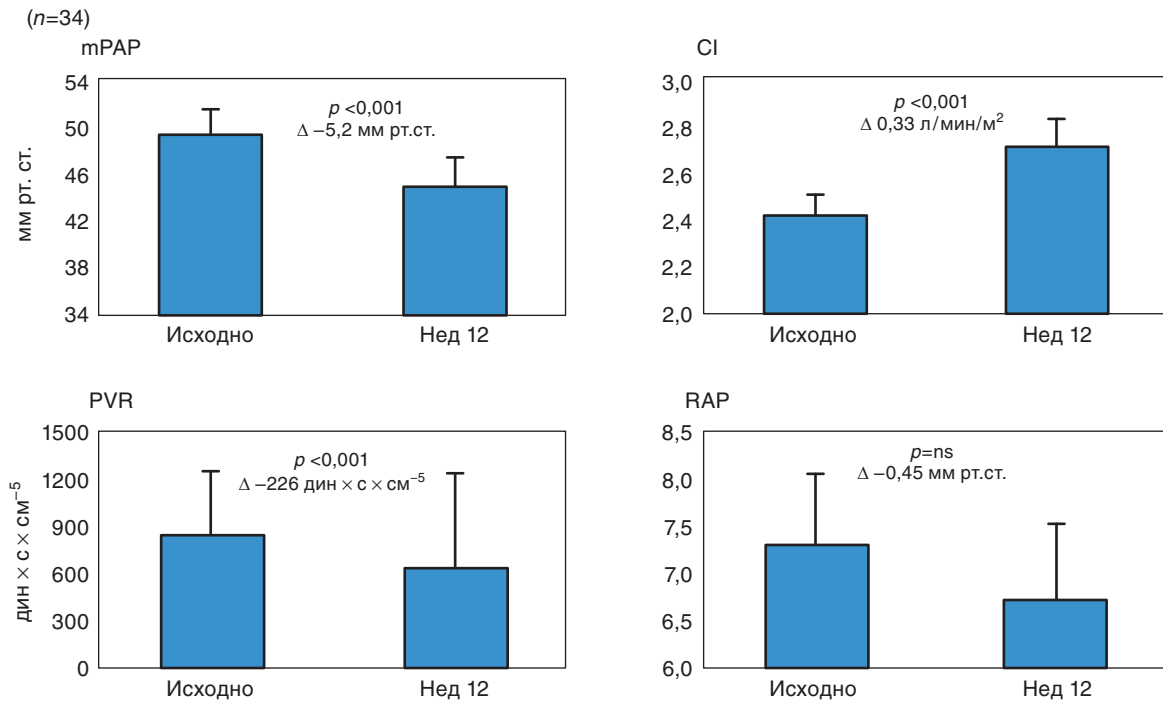 (n=34)
mPAP
мм рт. ст.
54
50
46
42
38
34
p <0,001
Δ −5,2 мм рт.ст.
Исходно
Нед 12
CI
3,0
2,8
2,6
2,4
2,2
2,0
p <0,001
Δ 0,33 л/мин/м²
Исходно
Нед 12
PVR
дин × с × см⁻⁵
1500
1200
900
600
300
0
p <0,001
Δ −226 дин × с × см⁻⁵
Исходно
Нед 12
RAP
8,5
8,0
7,5
7,0
6,5
6,0
p=ns
Δ −0,45 мм рт.ст.
Исходно
Нед 12